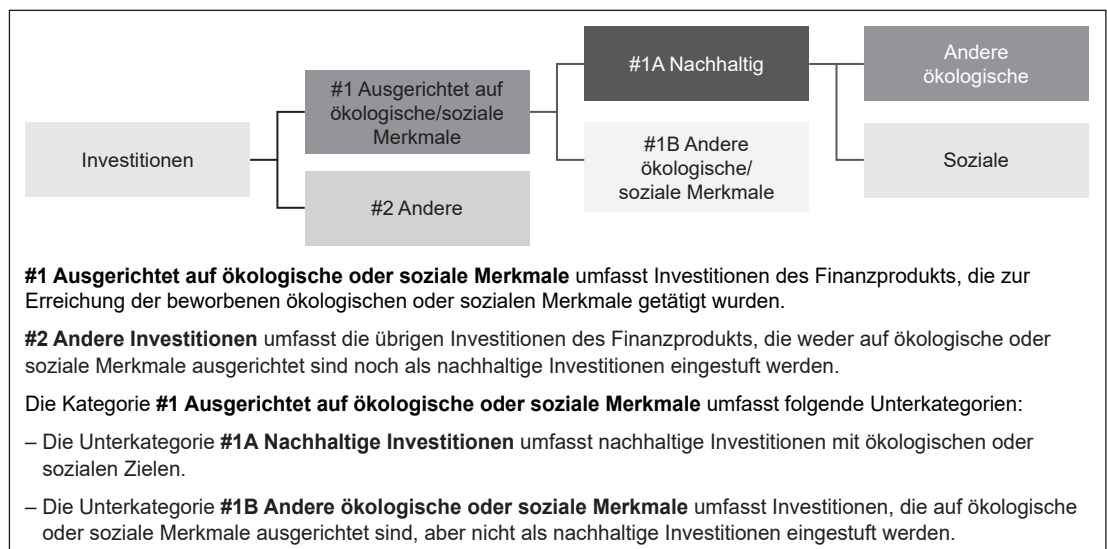 Investitionen
#1 Ausgerichtet auf
ökologische/soziale
Merkmale
#2 Andere
#1A Nachhaltig
#1B Andere
ökologische/
soziale Merkmale
Andere
ökologische
Soziale
#1 Ausgerichtet auf ökologische oder soziale Merkmale umfasst Investitionen des Finanzprodukts, die zur
Erreichung der beworbenen ökologischen oder sozialen Merkmale getätigt wurden.
#2 Andere Investitionen umfasst die übrigen Investitionen des Finanzprodukts, die weder auf ökologische oder
soziale Merkmale ausgerichtet sind noch als nachhaltige Investitionen eingestuft werden.
Die Kategorie #1 Ausgerichtet auf ökologische oder soziale Merkmale umfasst folgende Unterkategorien:
– Die Unterkategorie #1A Nachhaltige Investitionen umfasst nachhaltige Investitionen mit ökologischen oder
sozialen Zielen.
– Die Unterkategorie #1B Andere ökologische oder soziale Merkmale umfasst Investitionen, die auf ökologische
oder soziale Merkmale ausgerichtet sind, aber nicht als nachhaltige Investitionen eingestuft werden.